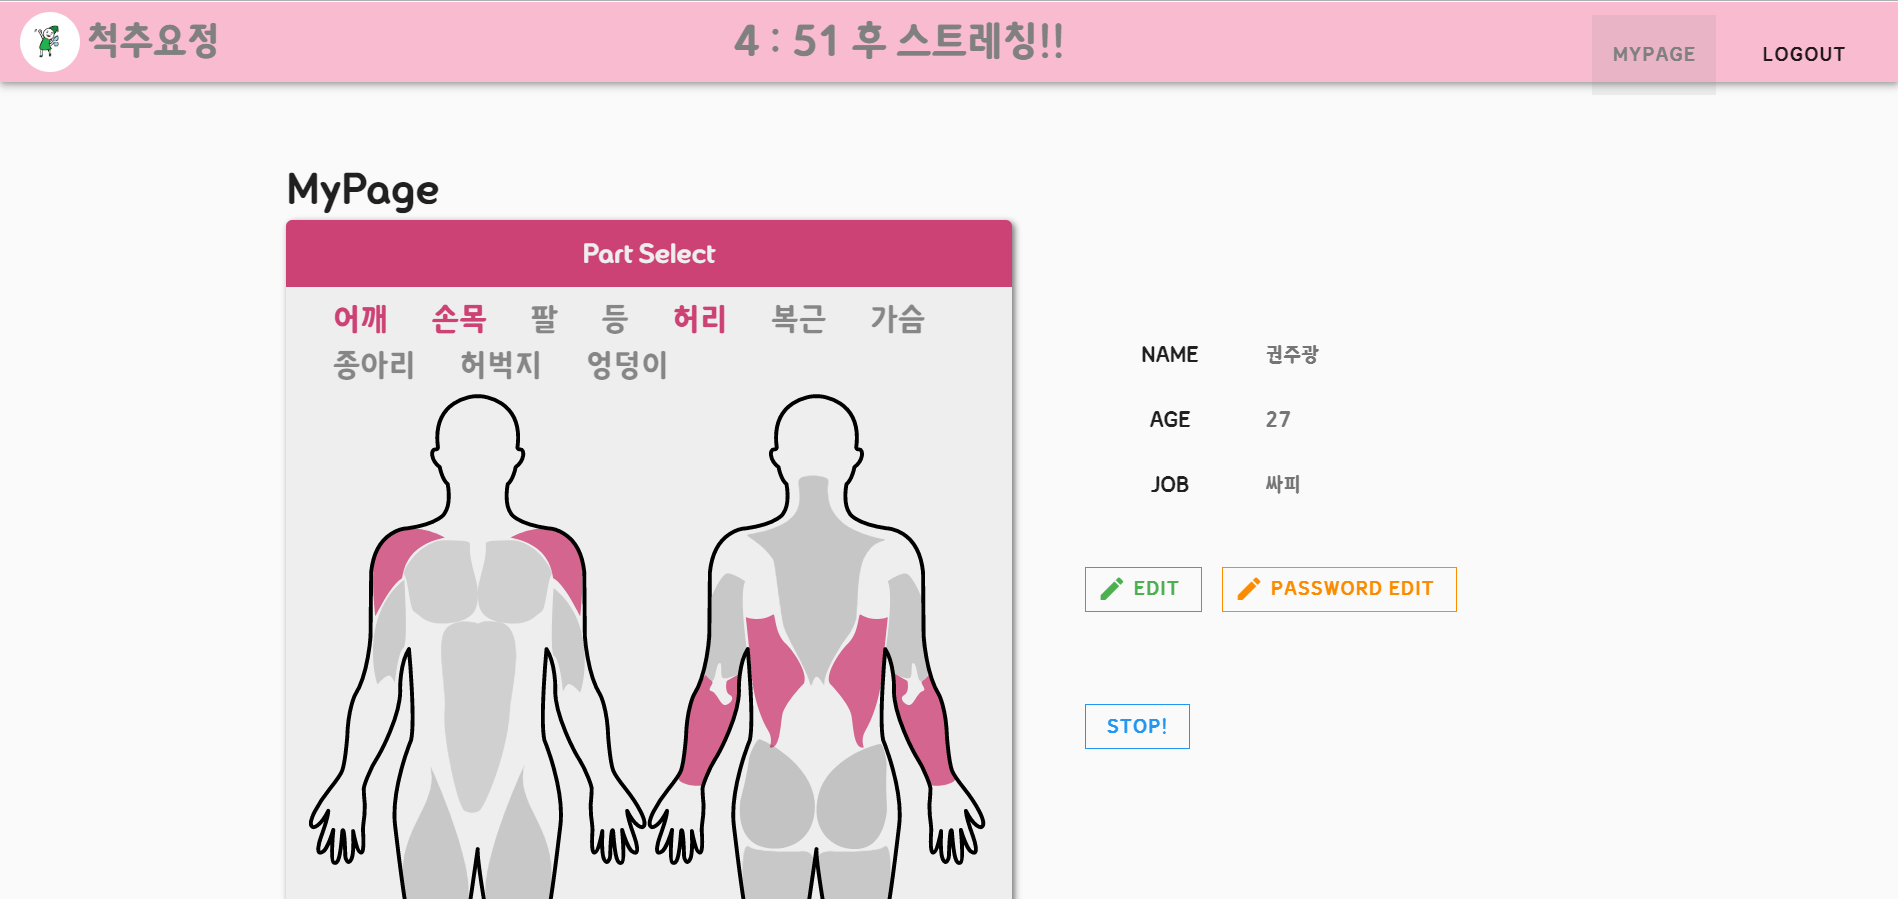 척추요정
4 : 51 후 스트레칭!!
MYPAGE
LOGOUT
MyPage
Part Select
어깨 손목 팔 등 허리 복근 가슴
종아리 허벅지 엉덩이
NAME 권주광
AGE 27
JOB 싸피
EDIT
PASSWORD EDIT
STOP!